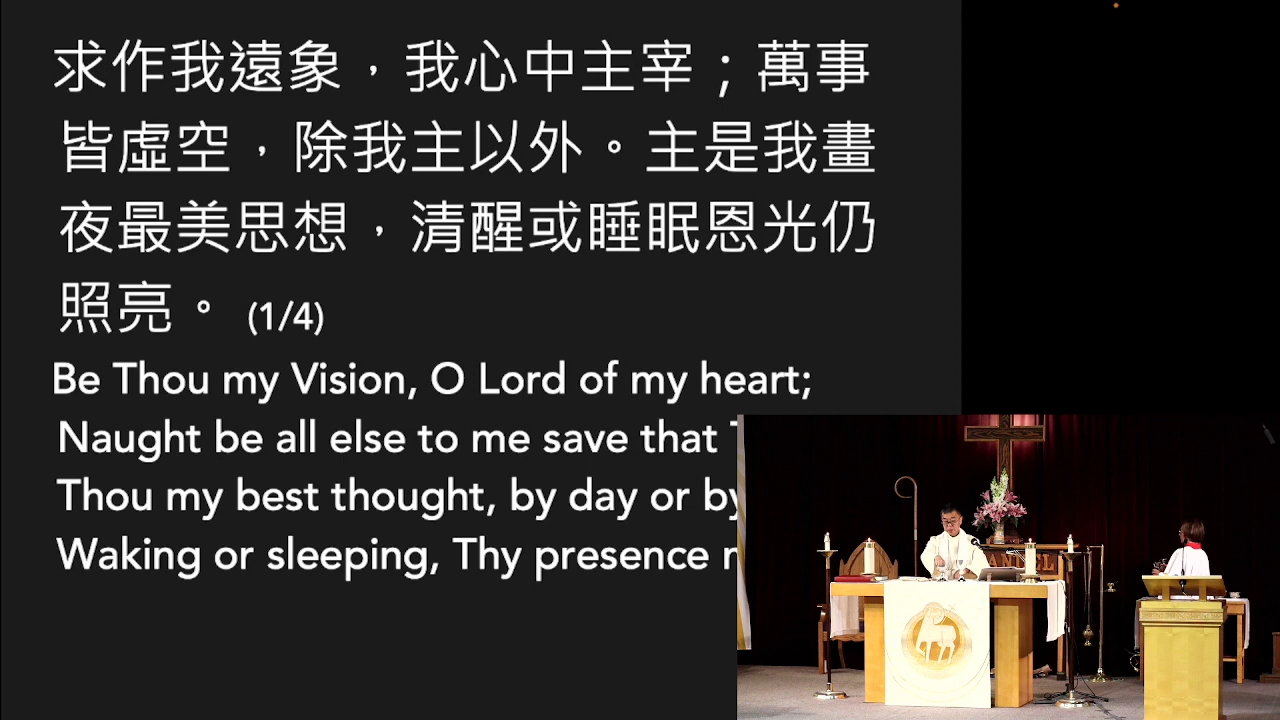 求作我遠象，我心中主宰；萬事
皆虛空，除我主以外。主是我晝
夜最美思想，清醒或睡眠恩光仍
照亮。 (1/4)
Be Thou my Vision, O Lord of my heart;
Naught be all else to me save that
Thou my best thought, by day or by
Waking or sleeping, Thy presence